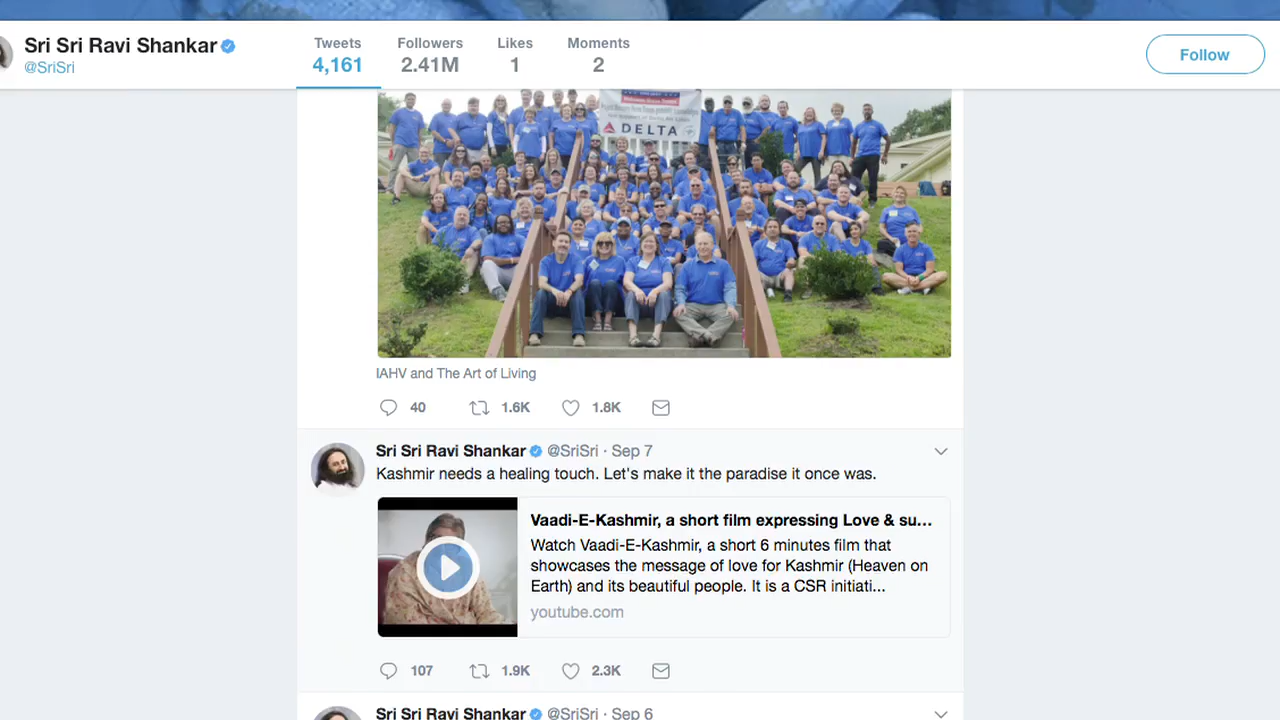 Sri Sri Ravi Shankar
@SriSri
Tweets
4,161
Followers
2.41M
Likes
1
Moments
2
Follow
DELTA
IAHV and The Art of Living
40
1.6K
1.8K
Sri Sri Ravi Shankar @SriSri · Sep 7
Kashmir needs a healing touch. Let's make it the paradise it once was.
Vaadi-E-Kashmir, a short film expressing Love & su...
Watch Vaadi-E-Kashmir, a short 6 minutes film that
showcases the message of love for Kashmir (Heaven on
Earth) and its beautiful people. It is a CSR initiati...
youtube.com
107
1.9K
2.3K
Sri Sri Ravi Shankar @SriSri · Sep 6